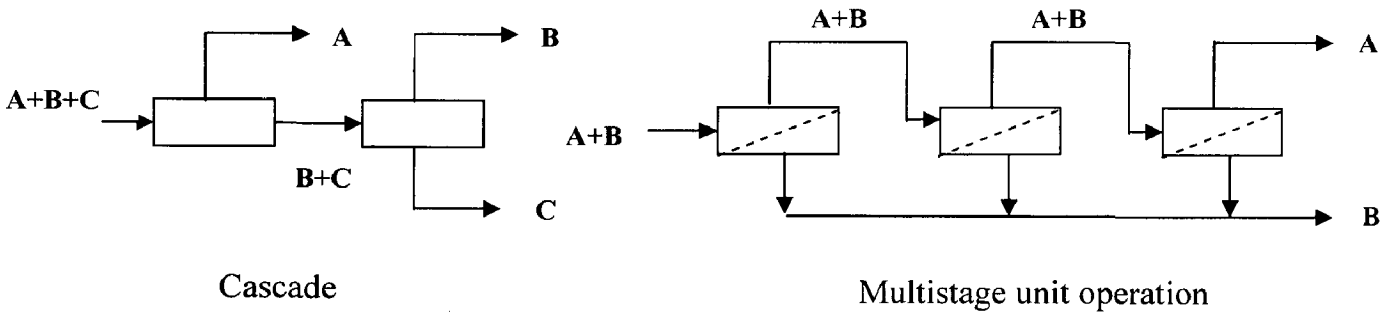 A
A+B+C
B+C
B
C
Cascade
A+B
A+B
A+B
A
B
Multistage unit operation